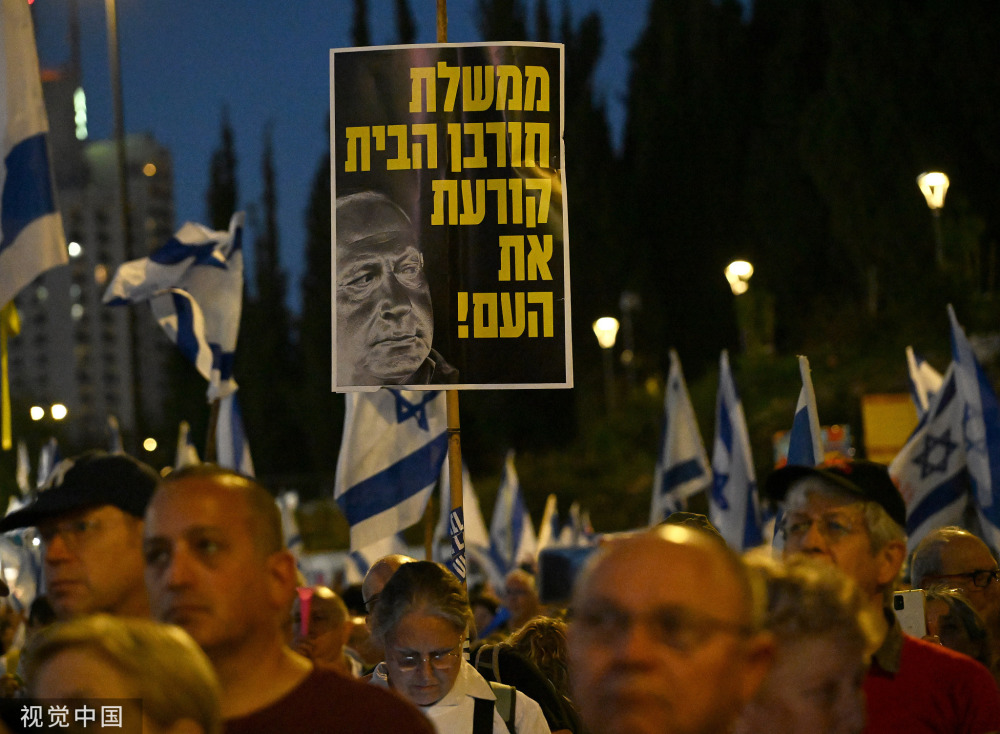 ממשלת
חורבן הבית
קורעת
את
העם!
视觉中国